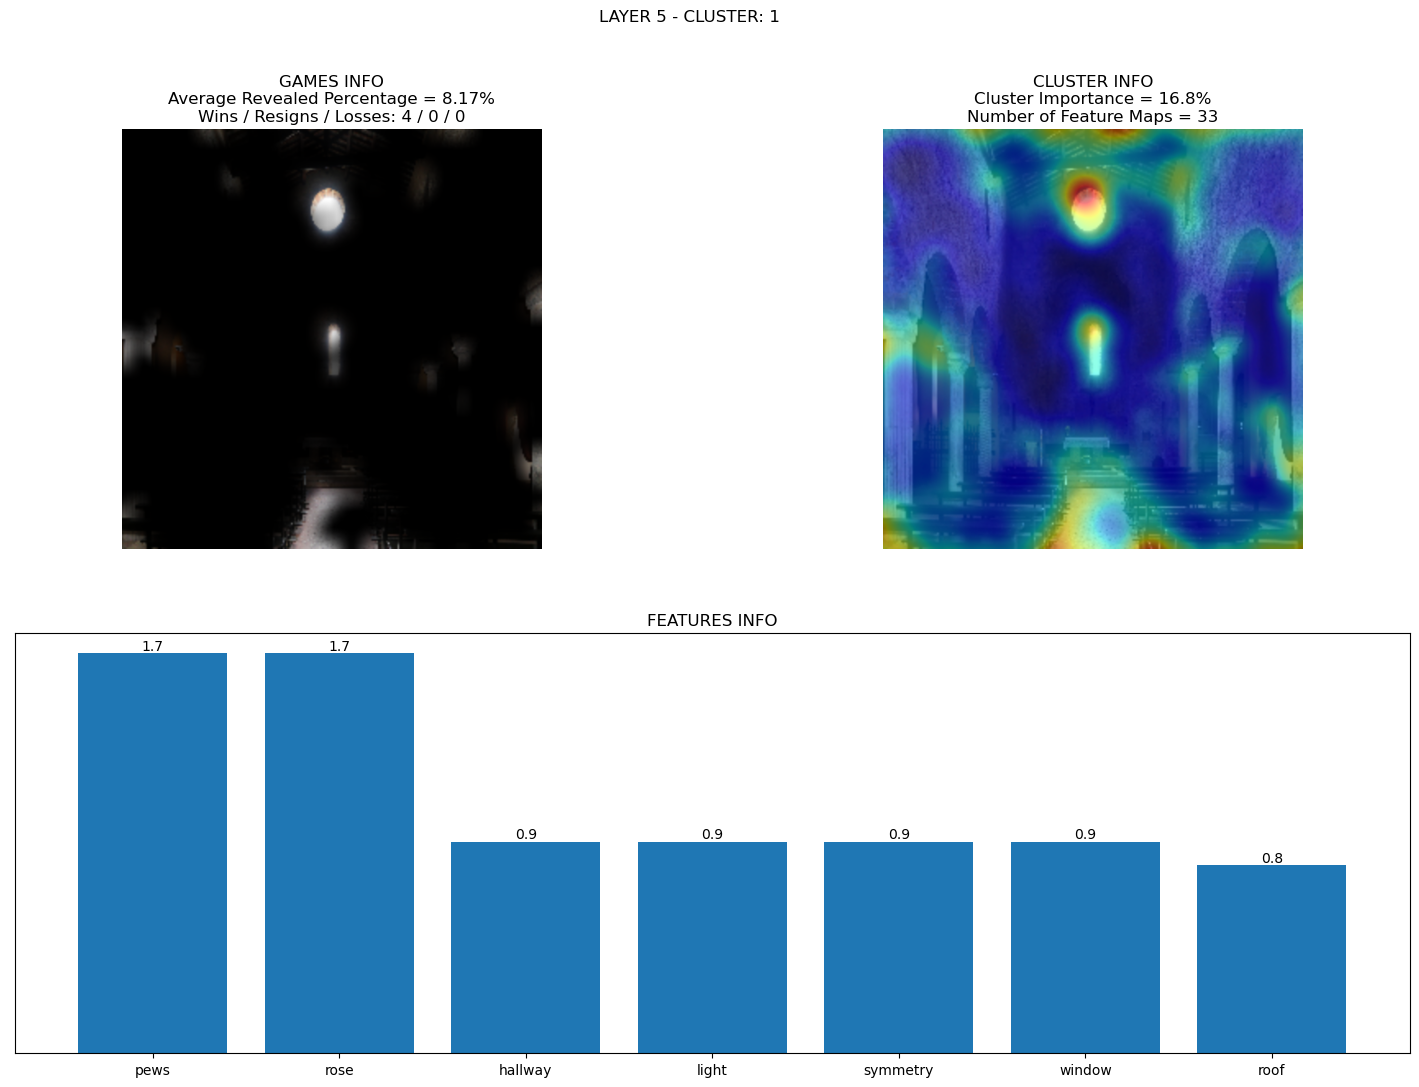 LAYER 5 - CLUSTER: 1
GAMES INFO
Average Revealed Percentage = 8.17%
Wins / Resigns / Losses: 4 / 0 / 0
CLUSTER INFO
Cluster Importance = 16.8%
Number of Feature Maps = 33
FEATURES INFO
1.7
1.7
0.9
0.9
0.9
0.9
0.8
pews
rose
hallway
light
symmetry
window
roof